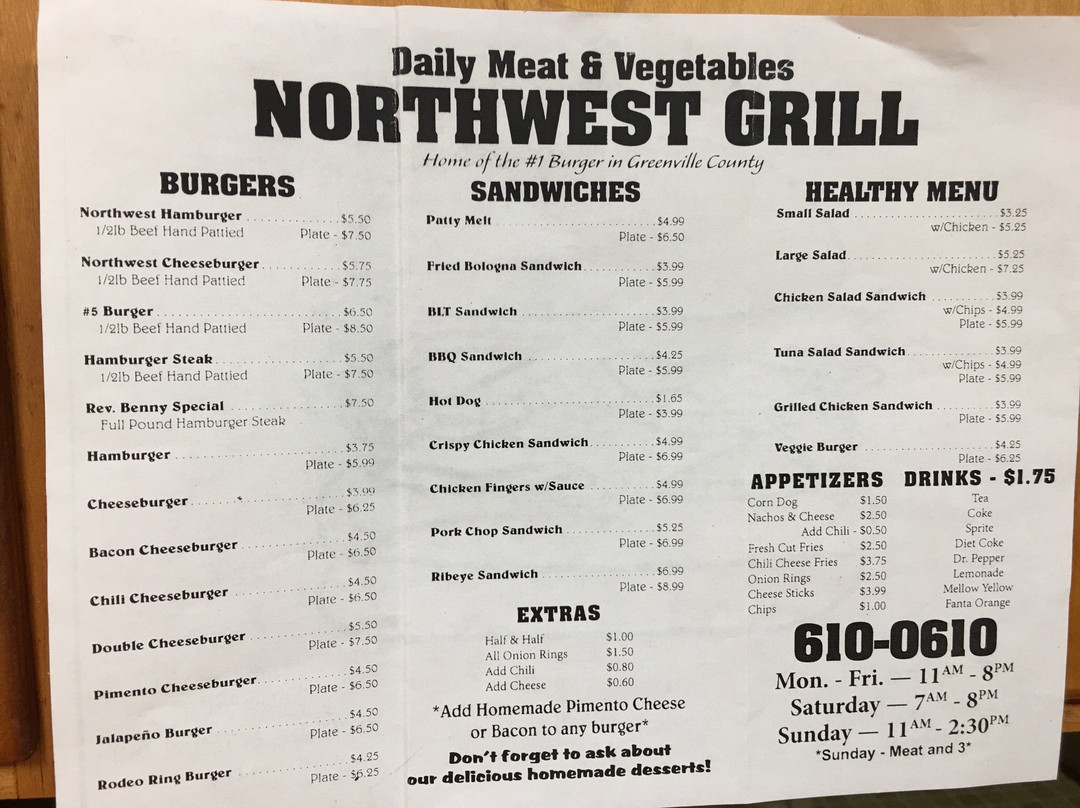 Daily Meat & Vegetables
NORTHWEST GRILL
Home of the #1 Burger in Greenville County
BURGERS
Northwest Hamburger $5.50
1/2lb Beef Hand Pattied Plate - $7.50
Northwest Cheeseburger $5.75
1/2lb Beef Hand Pattied Plate - $7.75
#5 Burger $6.50
1/2lb Beef Hand Pattied Plate - $8.50
Hamburger Steak $5.50
1/2lb Beef Hand Pattied Plate - $7.50
Rev. Benny Special $7.50
Full Pound Hamburger Steak
Hamburger $3.75
Plate - $5.99
Cheeseburger $3.99
Plate - $6.25
Bacon Cheeseburger $4.50
Plate - $6.50
Chili Cheeseburger $4.50
Plate - $6.50
Double Cheeseburger $5.50
Plate - $7.50
Pimento Cheeseburger $4.50
Plate - $6.50
Jalapeño Burger $4.50
Plate - $6.50
Rodeo Ring Burger $4.25
Plate - $6.25
SANDWICHES
Patty Melt $4.99
Plate - $6.50
Fried Bologna Sandwich $3.99
Plate - $5.99
BLT Sandwich $3.99
Plate - $5.99
BBQ Sandwich $4.25
Plate - $5.99
Hot Dog $1.65
Plate - $3.99
Crispy Chicken Sandwich $4.99
Plate - $6.99
Chicken Fingers w/Sauce $4.99
Plate - $6.99
Pork Chop Sandwich $5.25
Plate - $6.99
Ribeye Sandwich $6.99
Plate - $8.99
EXTRAS
Half & Half $1.00
All Onion Rings $1.50
Add Chili $0.80
Add Cheese $0.60
*Add Homemade Pimento Cheese
or Bacon to any burger*
Don't forget to ask about
our delicious homemade desserts!
HEALTHY MENU
Small Salad $3.25
w/Chicken - $5.25
Large Salad $5.25
w/Chicken - $7.25
Chicken Salad Sandwich $3.99
w/Chips - $4.99
Plate - $5.99
Tuna Salad Sandwich $3.99
w/Chips - $4.99
Plate - $5.99
Grilled Chicken Sandwich $3.99
Plate - $5.99
Veggie Burger $4.25
Plate - $6.25
APPETIZERS
Corn Dog $1.50
Nachos & Cheese $2.50
Add Chili - $0.50
Fresh Cut Fries $2.50
Chili Cheese Fries $3.75
Onion Rings $2.50
Cheese Sticks $3.99
Chips $1.00
DRINKS - $1.75
Tea
Coke
Sprite
Diet Coke
Dr. Pepper
Lemonade
Mellow Yellow
Fanta Orange
610-0610
Mon. - Fri. — 11AM - 8PM
Saturday — 7AM - 8PM
Sunday — 11AM - 2:30PM
*Sunday - Meat and 3*